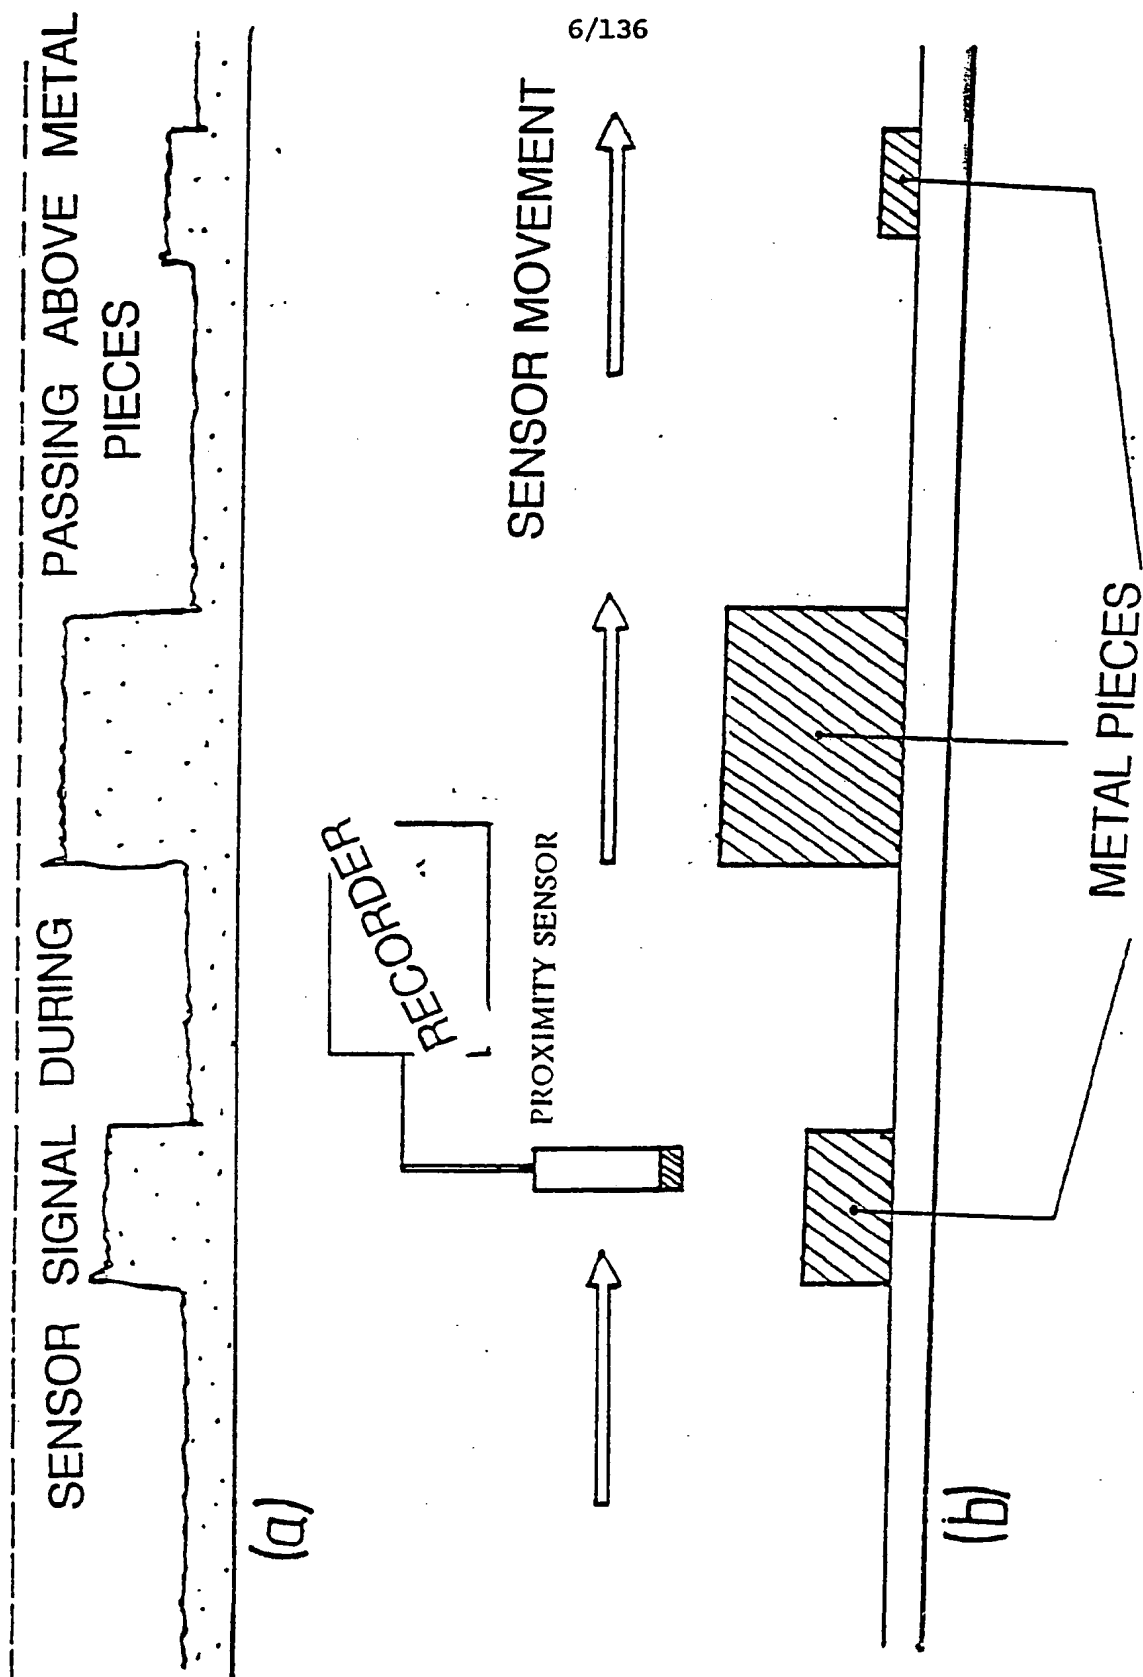 6/136
SENSOR SIGNAL DURING PASSING ABOVE METAL
PIECES
(a)
RECORDER
SENSOR MOVEMENT
PROXIMITY SENSOR
(b)
METAL PIECES